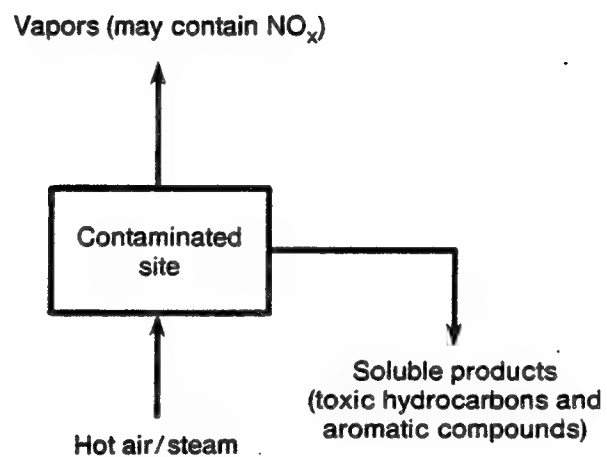 Vapors (may contain NOx)
Contaminated
site
Soluble products
(toxic hydrocarbons and
aromatic compounds)
Hot air/steam